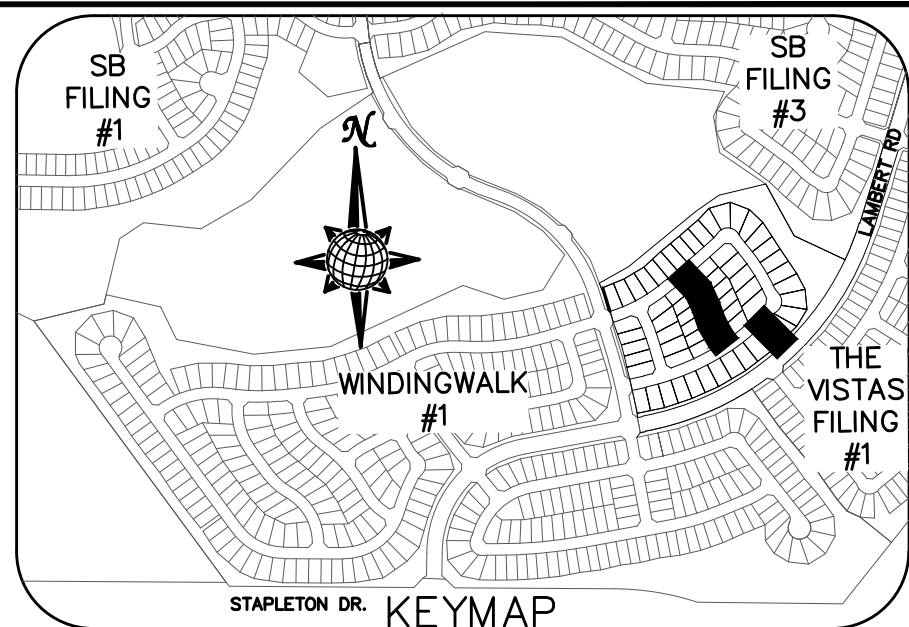 SB
FILING
#1
SB
FILING
#3
N
LAMBERT RD
WINDINGWALK
#1
THE
VISTAS
FILING
#1
STAPLETON DR.
KEYMAP